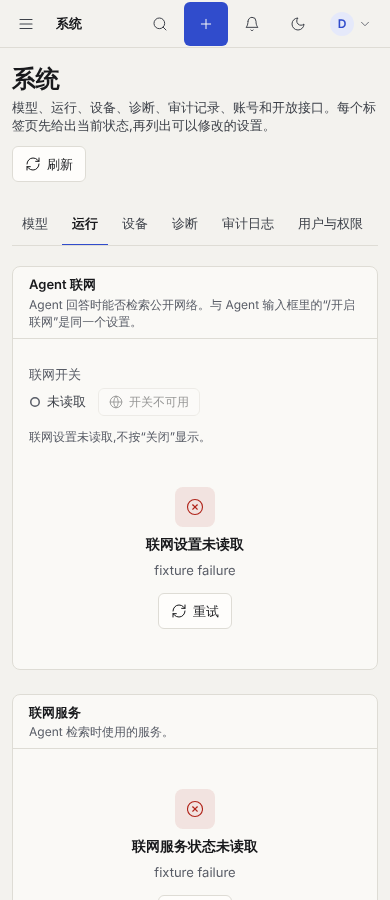 系统
D
系统
模型、运行、设备、诊断、审计记录、账号和开放接口。每个标
签页先给出当前状态,再列出可以修改的设置。
刷新
模型 运行 设备 诊断 审计日志 用户与权限
Agent 联网
Agent 回答时能否检索公开网络。与 Agent 输入框里的“/开启
联网”是同一个设置。
联网开关
未读取 开关不可用
联网设置未读取,不按“关闭”显示。
联网设置未读取
fixture failure
重试
联网服务
Agent 检索时使用的服务。
联网服务状态未读取
fixture failure